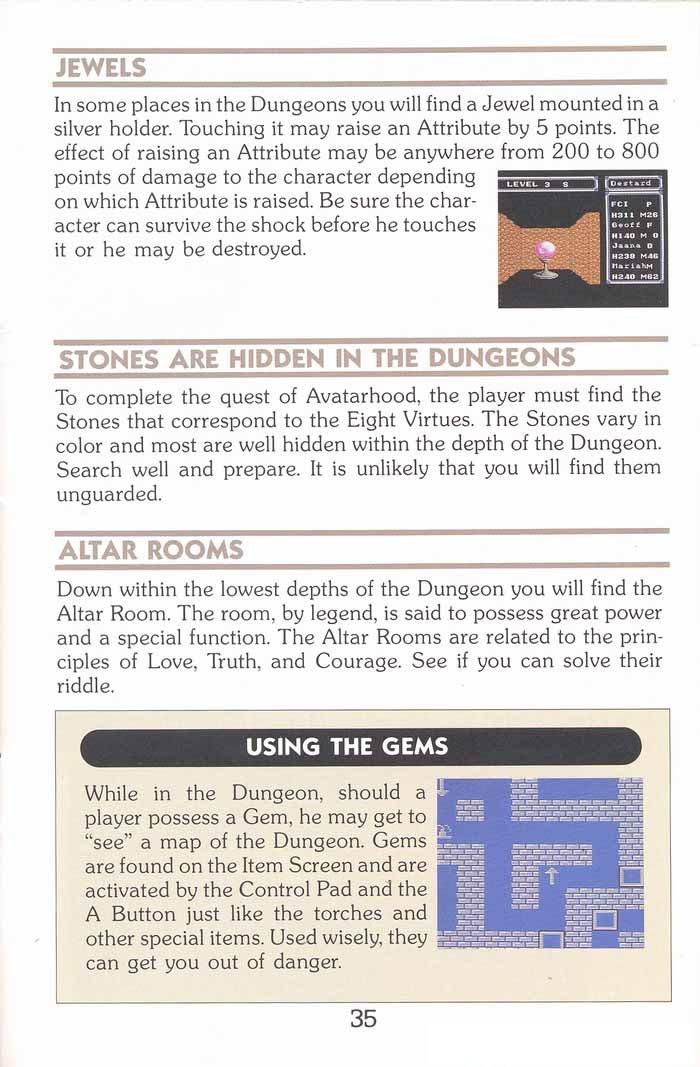 JEWELS
In some places in the Dungeons you will find a Jewel mounted in a
silver holder. Touching it may raise an Attribute by 5 points. The
effect of raising an Attribute may be anywhere from 200 to 800
points of damage to the character depending
on which Attribute is raised. Be sure the char-
acter can survive the shock before he touches
it or he may be destroyed.
LEVEL 3 S
Destard
FCI P
H311 M26
Geoff F
H140 M 0
Jaana D
H238 M46
MariahM
H240 M62
STONES ARE HIDDEN IN THE DUNGEONS
To complete the quest of Avatarhood, the player must find the
Stones that correspond to the Eight Virtues. The Stones vary in
color and most are well hidden within the depth of the Dungeon.
Search well and prepare. It is unlikely that you will find them
unguarded.
ALTAR ROOMS
Down within the lowest depths of the Dungeon you will find the
Altar Room. The room, by legend, is said to possess great power
and a special function. The Altar Rooms are related to the prin-
ciples of Love, Truth, and Courage. See if you can solve their
riddle.
USING THE GEMS
While in the Dungeon, should a
player possess a Gem, he may get to
“see” a map of the Dungeon. Gems
are found on the Item Screen and are
activated by the Control Pad and the
A Button just like the torches and
other special items. Used wisely, they
can get you out of danger.
35